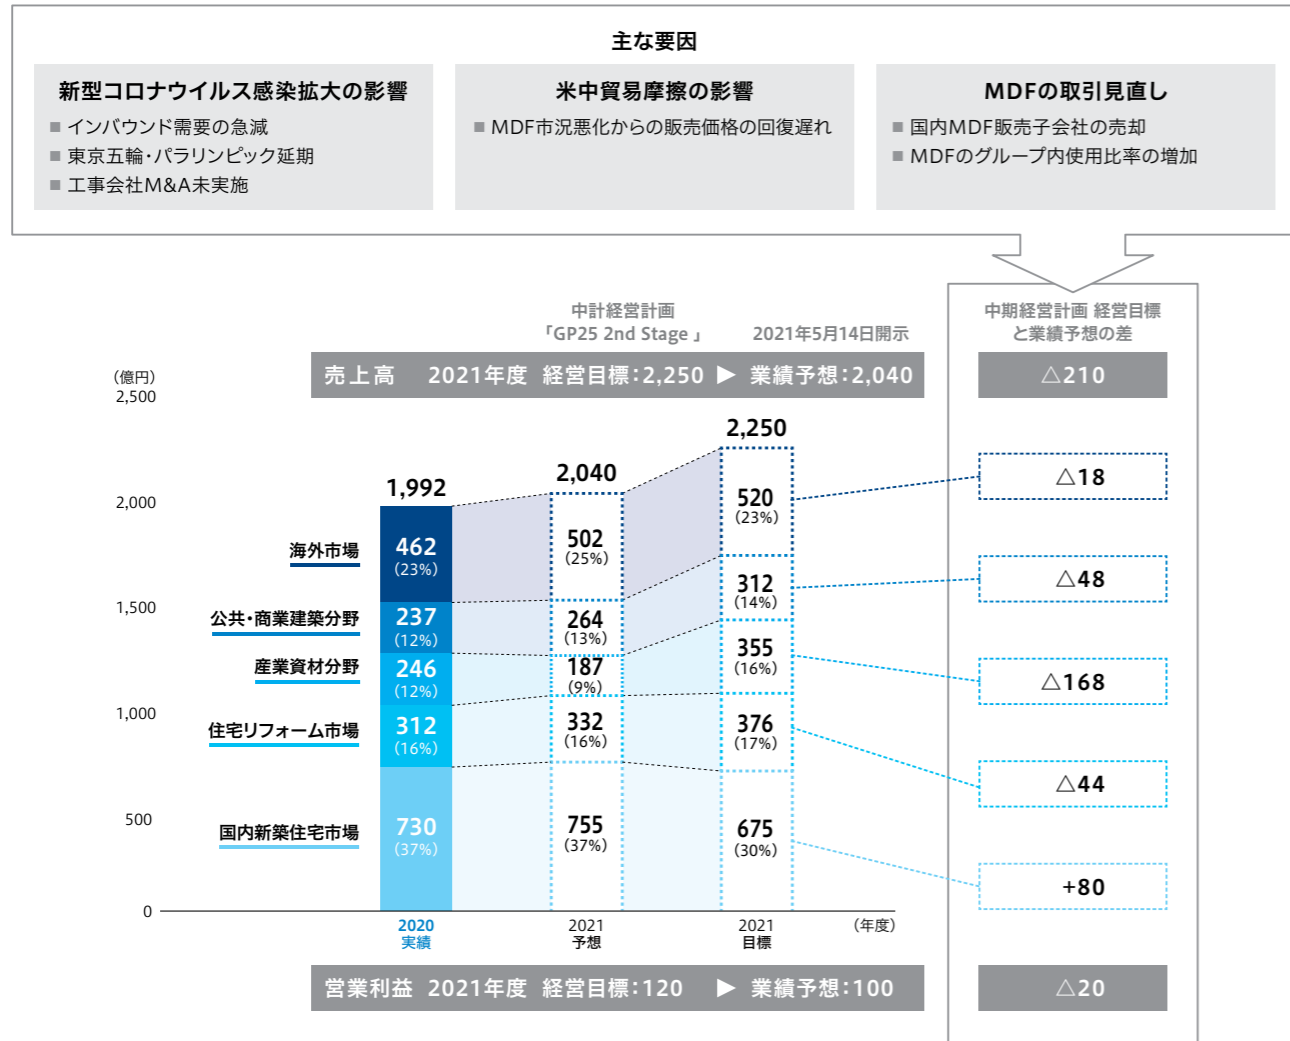 主な要因
新型コロナウイルス感染拡大の影響
■ インバウンド需要の急減
■ 東京五輪・パラリンピック延期
■ 工事会社M&A未実施
米中貿易摩擦の影響
■ MDF市況悪化からの販売価格の回復遅れ
MDFの取引見直し
■ 国内MDF販売子会社の売却
■ MDFのグループ内使用比率の増加
中計経営計画
「GP25 2nd Stage 」
2021年5月14日開示
中期経営計画 経営目標
と業績予想の差
売上高 2021年度 経営目標：2,250 ▶ 業績予想：2,040
△210
（億円）
2,500
2,000
1,500
1,000
500
0
海外市場
公共・商業建築分野
産業資材分野
住宅リフォーム市場
国内新築住宅市場
1,992
462
(23%)
237
(12%)
246
(12%)
312
(16%)
730
(37%)
2020
実績
2,040
502
(25%)
264
(13%)
187
(9%)
332
(16%)
755
(37%)
2021
予想
2,250
520
(23%)
312
(14%)
355
(16%)
376
(17%)
675
(30%)
2021
目標
（年度）
△18
△48
△168
△44
+80
営業利益 2021年度 経営目標：120 ▶ 業績予想：100
△20